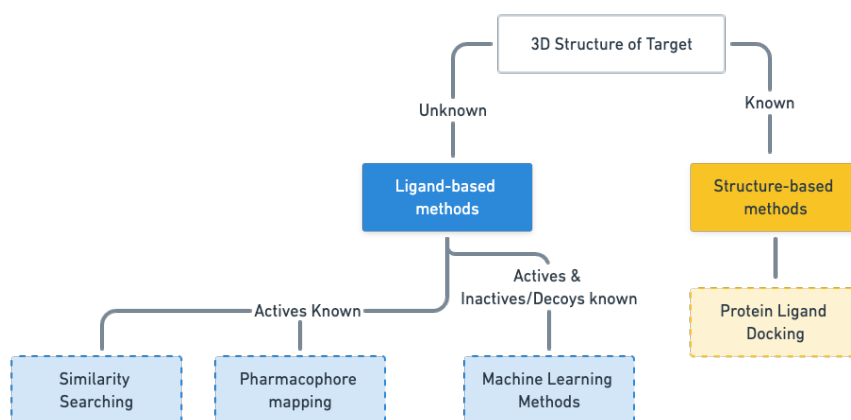 3D Structure of Target
Unknown
Known
Ligand-based
methods
Structure-based
methods
Actives &
Inactives/Decoys known
Actives Known
Protein Ligand
Docking
Similarity
Searching
Pharmacophore
mapping
Machine Learning
Methods